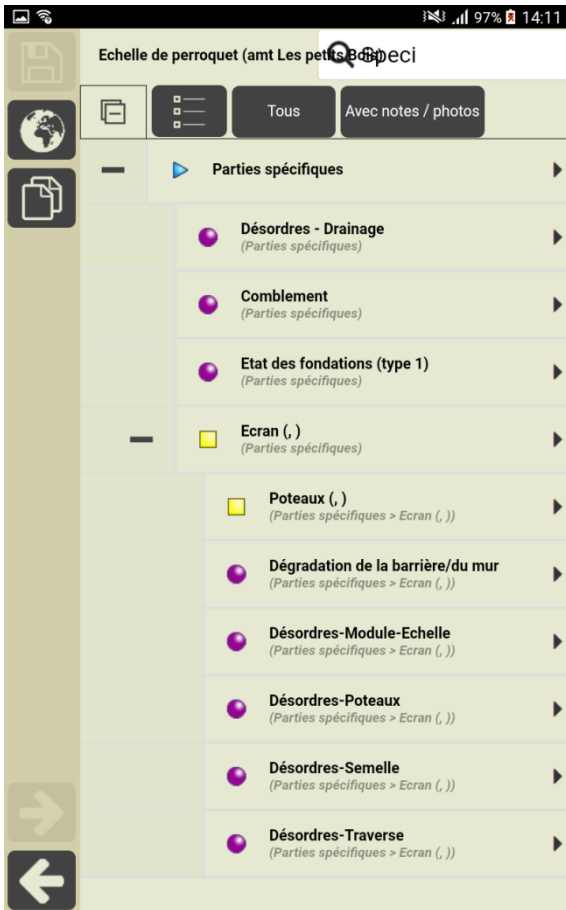 97% 14:11
Echelle de perroquet (amt Les petits Bois)
Speci
Tous
Avec notes / photos
Parties spécifiques
Désordres - Drainage
(Parties spécifiques)
Comblement
(Parties spécifiques)
Etat des fondations (type 1)
(Parties spécifiques)
Ecran (, )
(Parties spécifiques)
Poteaux (, )
(Parties spécifiques > Ecran (, ))
Dégradation de la barrière/du mur
(Parties spécifiques > Ecran (, ))
Désordres-Module-Echelle
(Parties spécifiques > Ecran (, ))
Désordres-Poteaux
(Parties spécifiques > Ecran (, ))
Désordres-Semelle
(Parties spécifiques > Ecran (, ))
Désordres-Traverse
(Parties spécifiques > Ecran (, ))